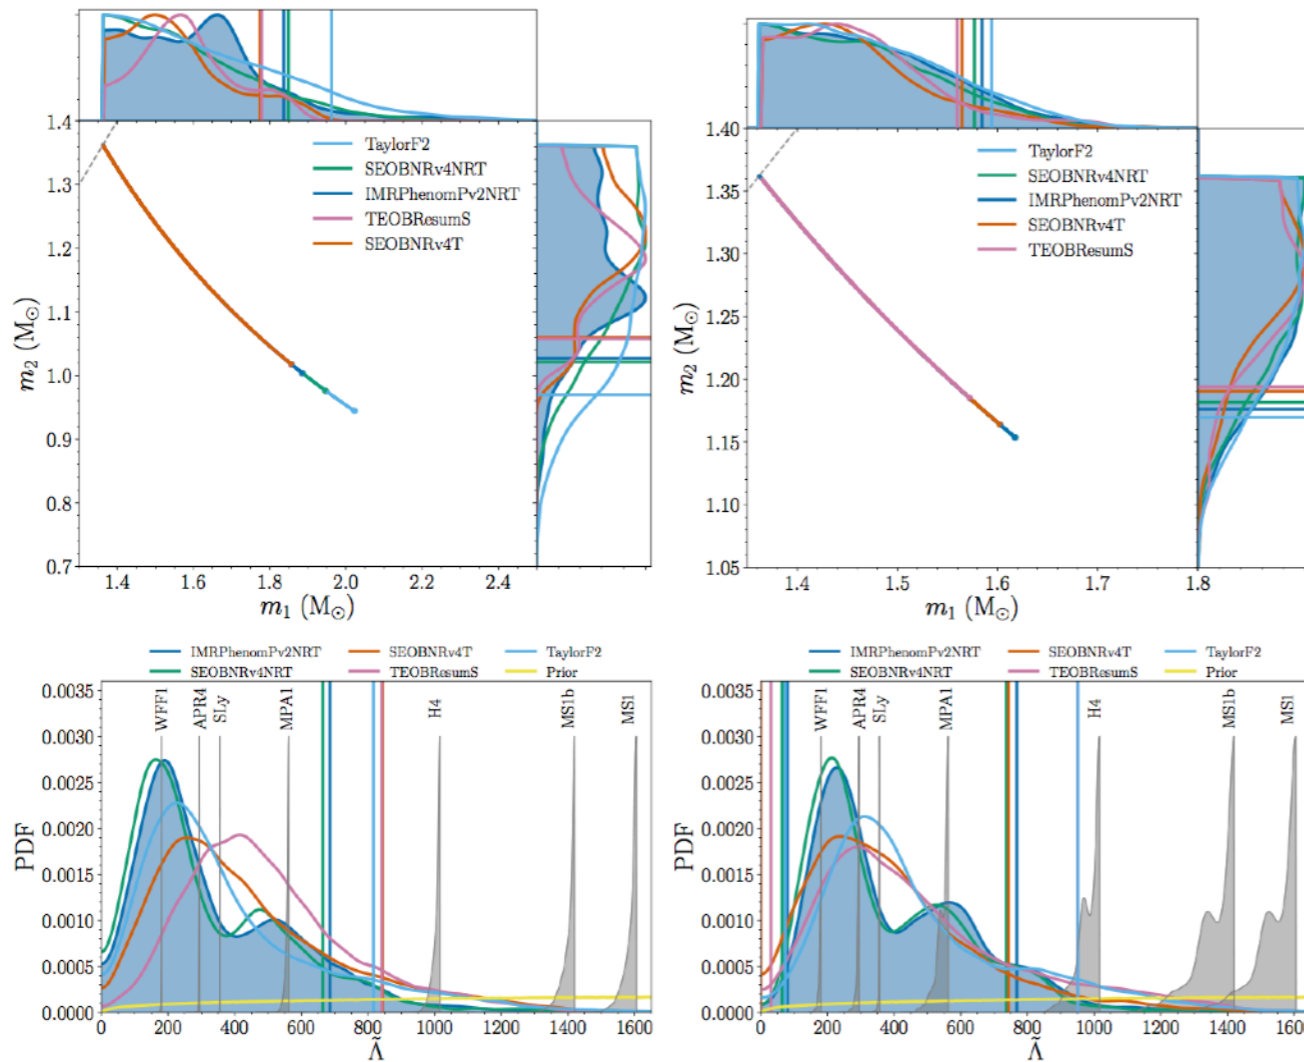 1.4
1.3
1.2
1.1
1.0
0.9
0.8
0.7
m₂ (M⊙)
TaylorF2
SEOBNRv4NRT
IMRPhenomPv2NRT
TEOBResumS
SEOBNRv4T
1.4 1.6 1.8 2.0 2.2 2.4
m₁ (M⊙)
1.40
1.35
1.30
1.25
1.20
1.15
1.10
1.05
m₂ (M⊙)
TaylorF2
SEOBNRv4NRT
IMRPhenomPv2NRT
SEOBNRv4T
TEOBResumS
1.4 1.5 1.6 1.7 1.8
m₁ (M⊙)
IMRPhenomPv2NRT SEOBNRv4T TaylorF2
SEOBNRv4NRT TEOBResumS Prior
0.0035
0.0030
0.0025
0.0020
0.0015
0.0010
0.0005
0.0000
PDF
WFF1 APR4 SLy MPA1 H4 MS1b MS1
0 200 400 600 800 1000 1200 1400 1600
Λ̃
IMRPhenomPv2NRT SEOBNRv4T TaylorF2
SEOBNRv4NRT TEOBResumS Prior
0.0035
0.0030
0.0025
0.0020
0.0015
0.0010
0.0005
0.0000
PDF
WFF1 APR4 SLy MPA1 H4 MS1b MS1
0 200 400 600 800 1000 1200 1400
Λ̃